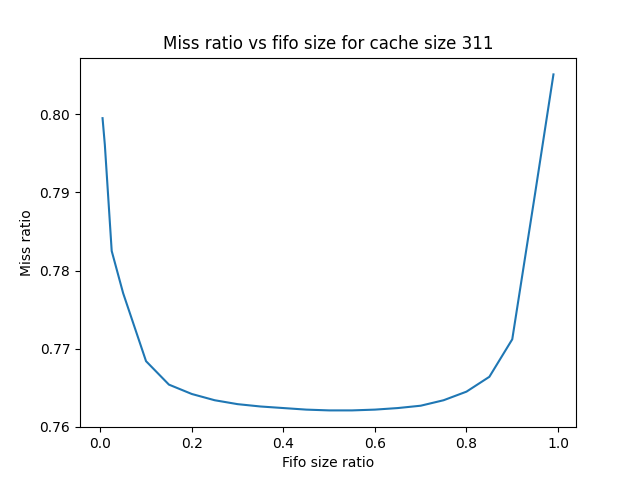 Miss ratio vs fifo size for cache size 311
0.80
0.79
0.78
0.77
0.76
Miss ratio
0.0 0.2 0.4 0.6 0.8 1.0
Fifo size ratio